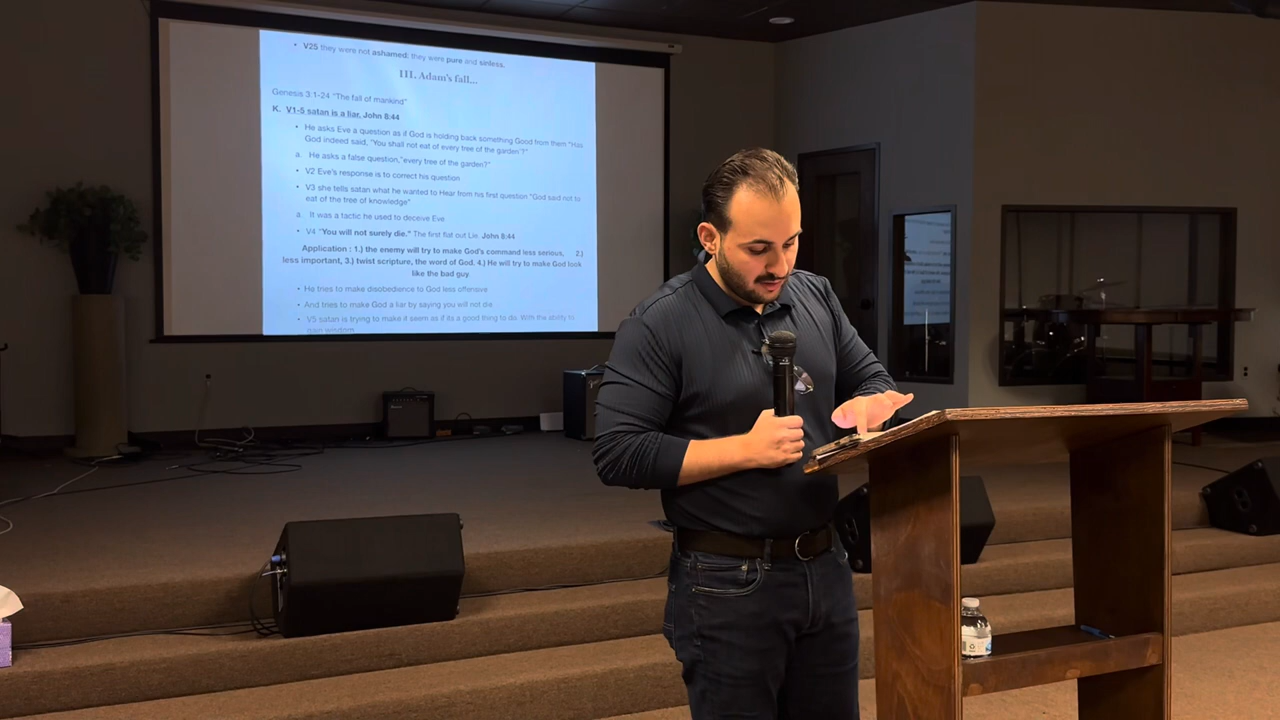 • V25 they were not ashamed; they were pure and sinless.
III. Adam's fall...
Genesis 3:1-24 "The fall of mankind"
K. V1-5 satan is a liar, John 8:44
• He asks Eve a question as if God is holding back something Good from them "Has
God indeed said, "You shall not eat of every tree of the garden'?"
a. He asks a false question,"every tree of the garden?"
• V2 Eve's response is to correct his question
• V3 she tells satan what he wanted to Hear from his first question "God said not to
eat of the tree of knowledge"
a. It was a tactic he used to deceive Eve
• V4 "You will not surely die." The first flat out Lie. John 8:44
Application : 1.) the enemy will try to make God's command less serious, 2.)
less important, 3.) twist scripture, the word of God. 4.) He will try to make God look
like the bad guy
• He tries to make disobedience to God less offensive
• And tries to make God a liar by saying you will not die
• V5 satan is trying to make it seem as if its a good thing to die. With the ability to
gain wisdom